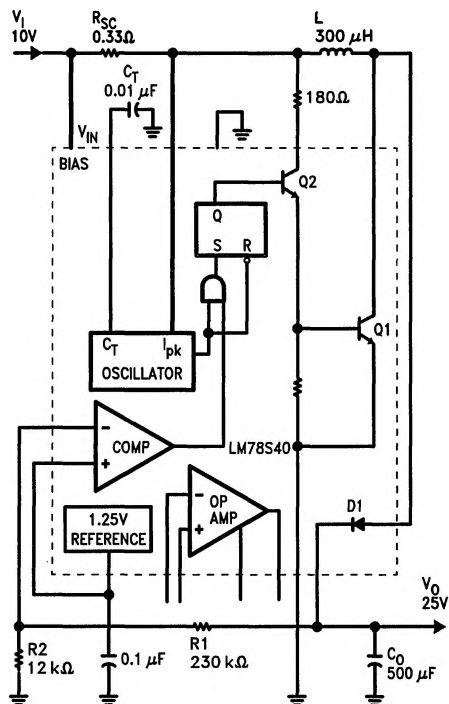 V_I
10V
R_SC
0.33Ω
L
300 μH
C_T
0.01 μF
180Ω
V_IN
BIAS
Q2
Q
S R
Q1
C_T I_pk
OSCILLATOR
COMP
-
+
LM78S40
-
+
OP
AMP
D1
1.25V
REFERENCE
V_O
25V
R2
12 kΩ
0.1 μF
R1
230 kΩ
C_O
500 μF